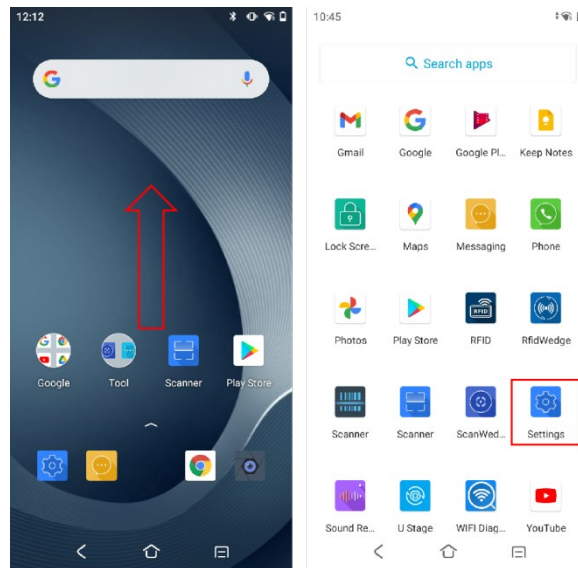 12:12
Google
Tool
Scanner
Play Store
10:45
Search apps
Gmail
Google
Google Pl...
Keep Notes
Lock Scre...
Maps
Messaging
Phone
Photos
Play Store
RFID
RfidWedge
Scanner
Scanner
ScanWed...
Settings
Sound Re...
U Stage
WIFI Diag...
YouTube